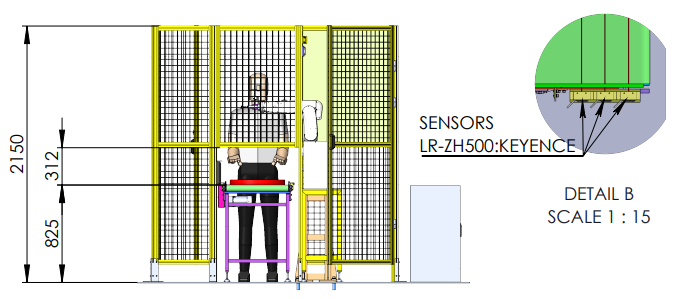 2150
312
825
SENSORS
LR-ZH500:KEYENCE
DETAIL B
SCALE 1 : 15